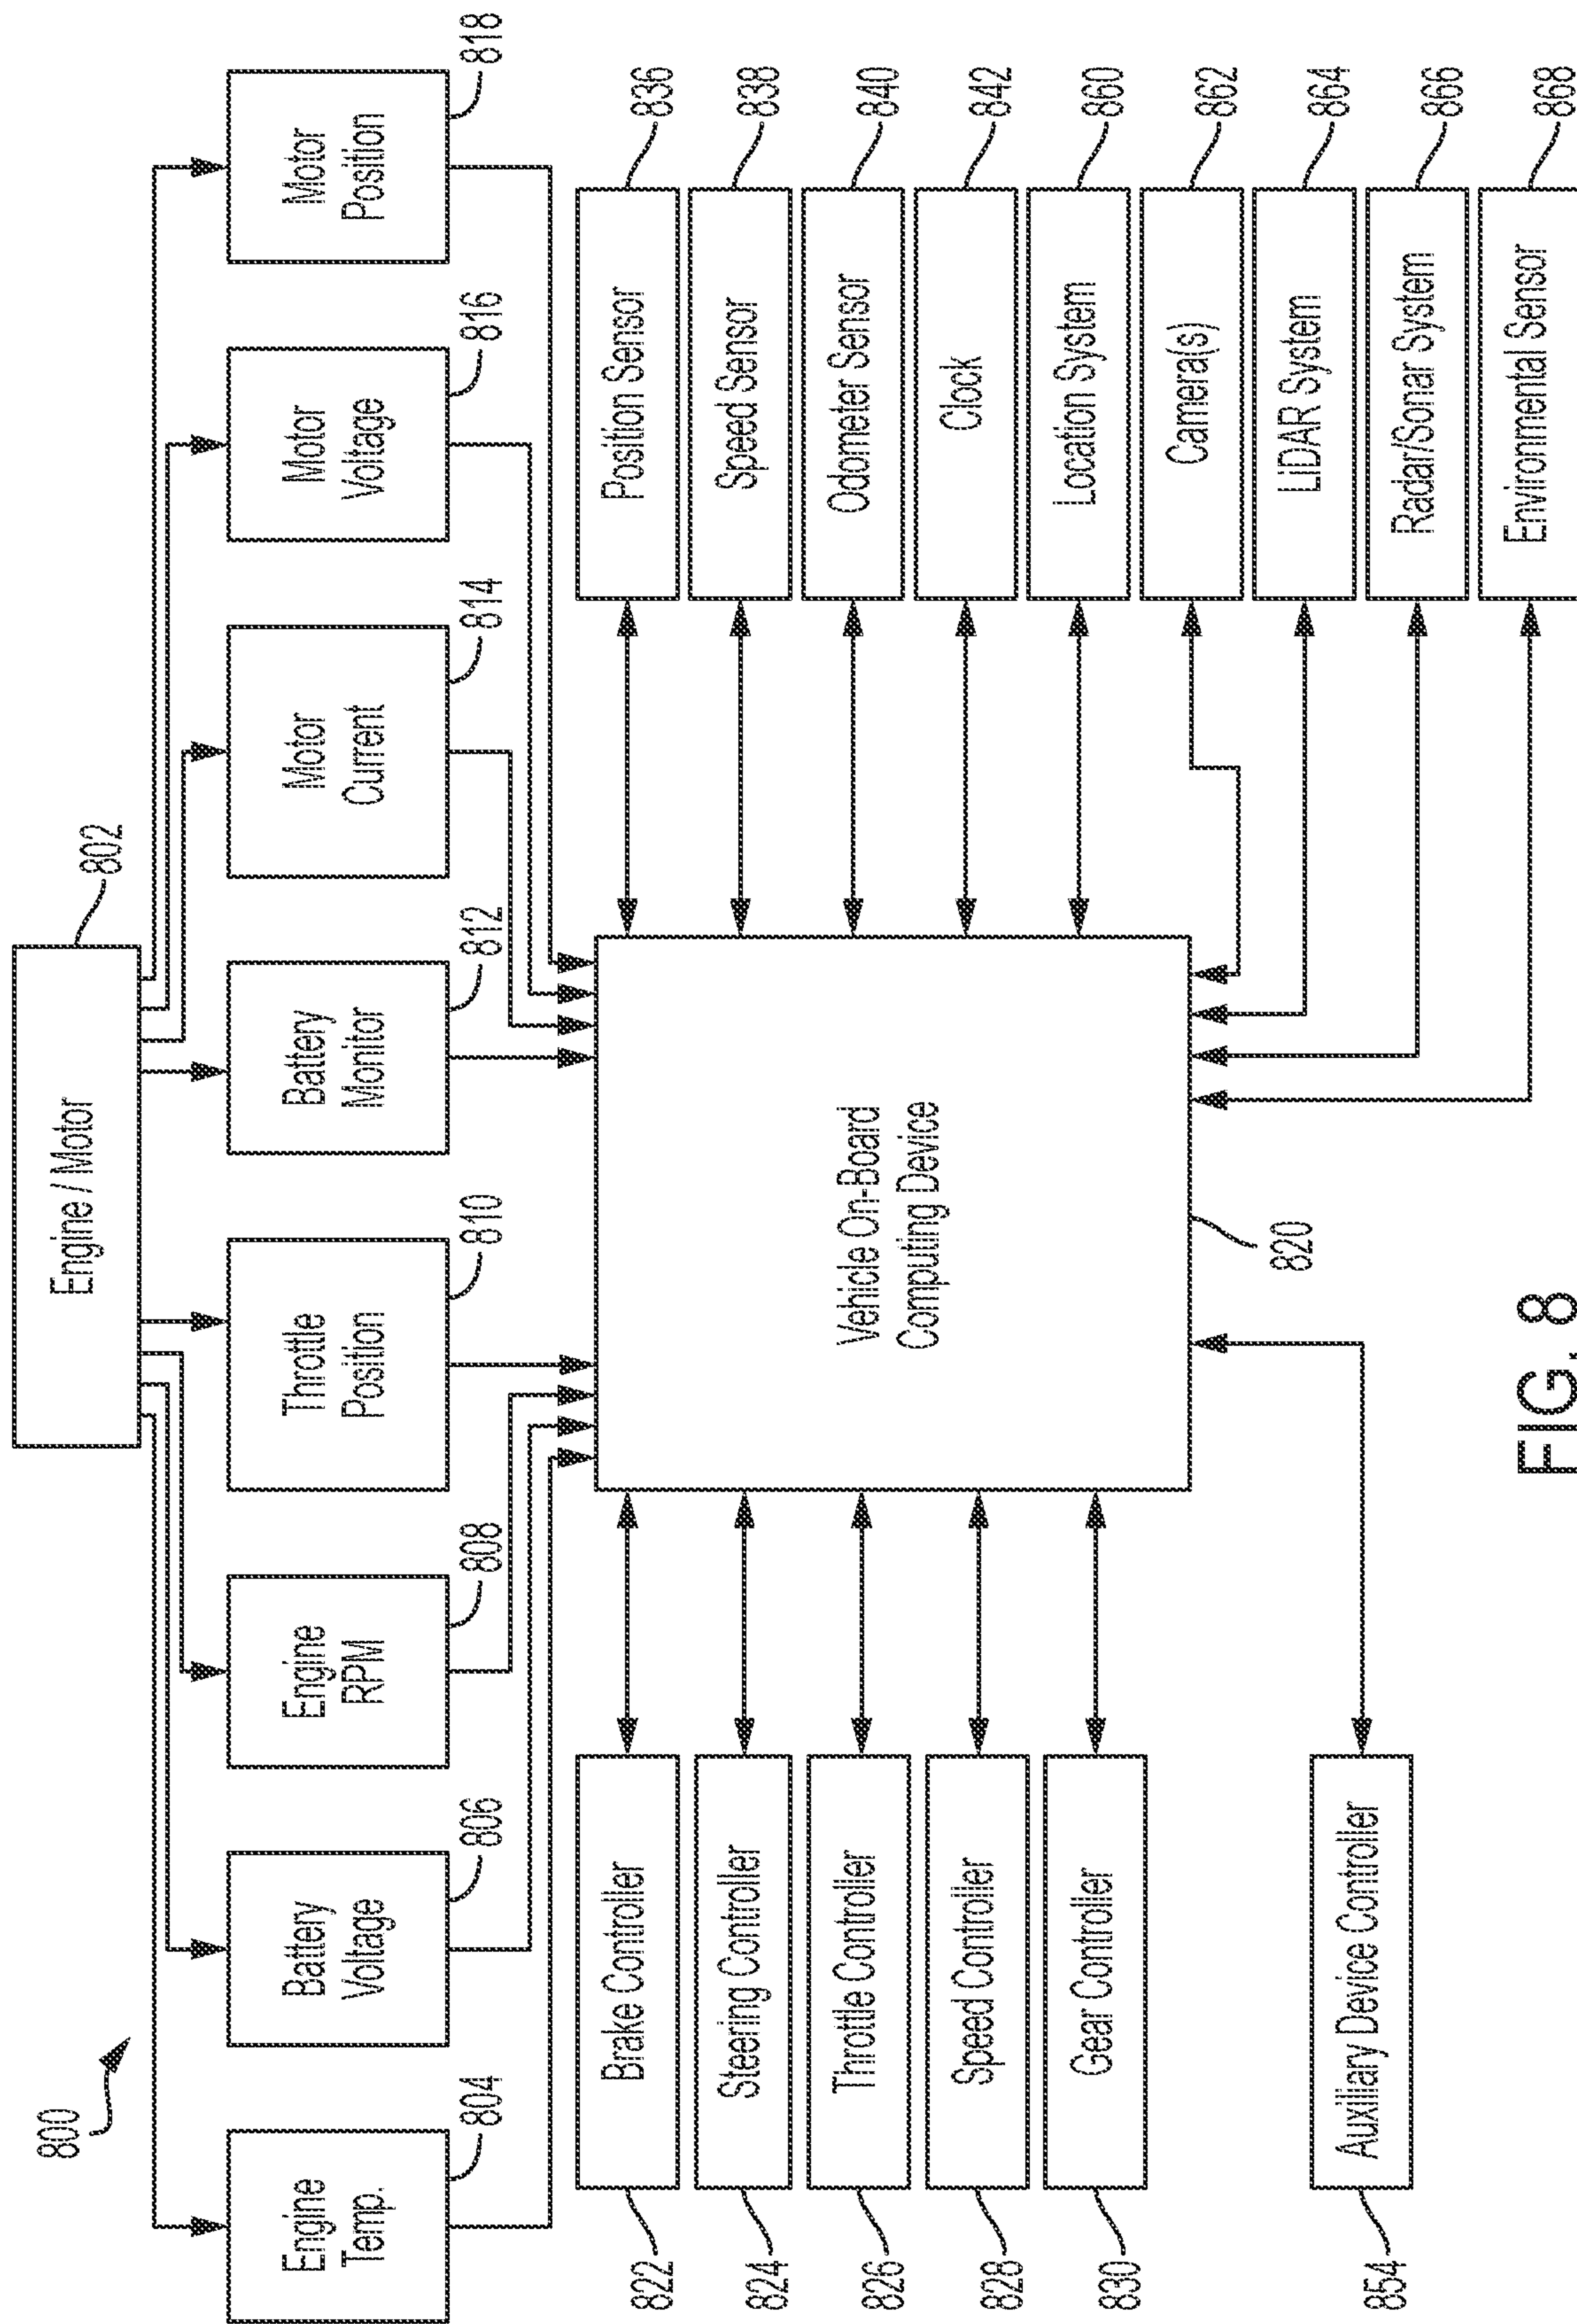 800
Engine / Motor
802
Engine
Temp.
804
Battery
Voltage
806
Engine
RPM
808
Throttle
Position
810
Battery
Monitor
812
Motor
Current
814
Motor
Voltage
816
Motor
Position
818
Vehicle On-Board
Computing Device
820
822
Brake Controller
824
Steering Controller
826
Throttle Controller
828
Speed Controller
830
Gear Controller
854
Auxiliary Device Controller
Position Sensor
836
Speed Sensor
838
Odometer Sensor
840
Clock
842
Location System
860
Camera(s)
862
LiDAR System
864
Radar/Sonar System
866
Environmental Sensor
868
FIG. 8